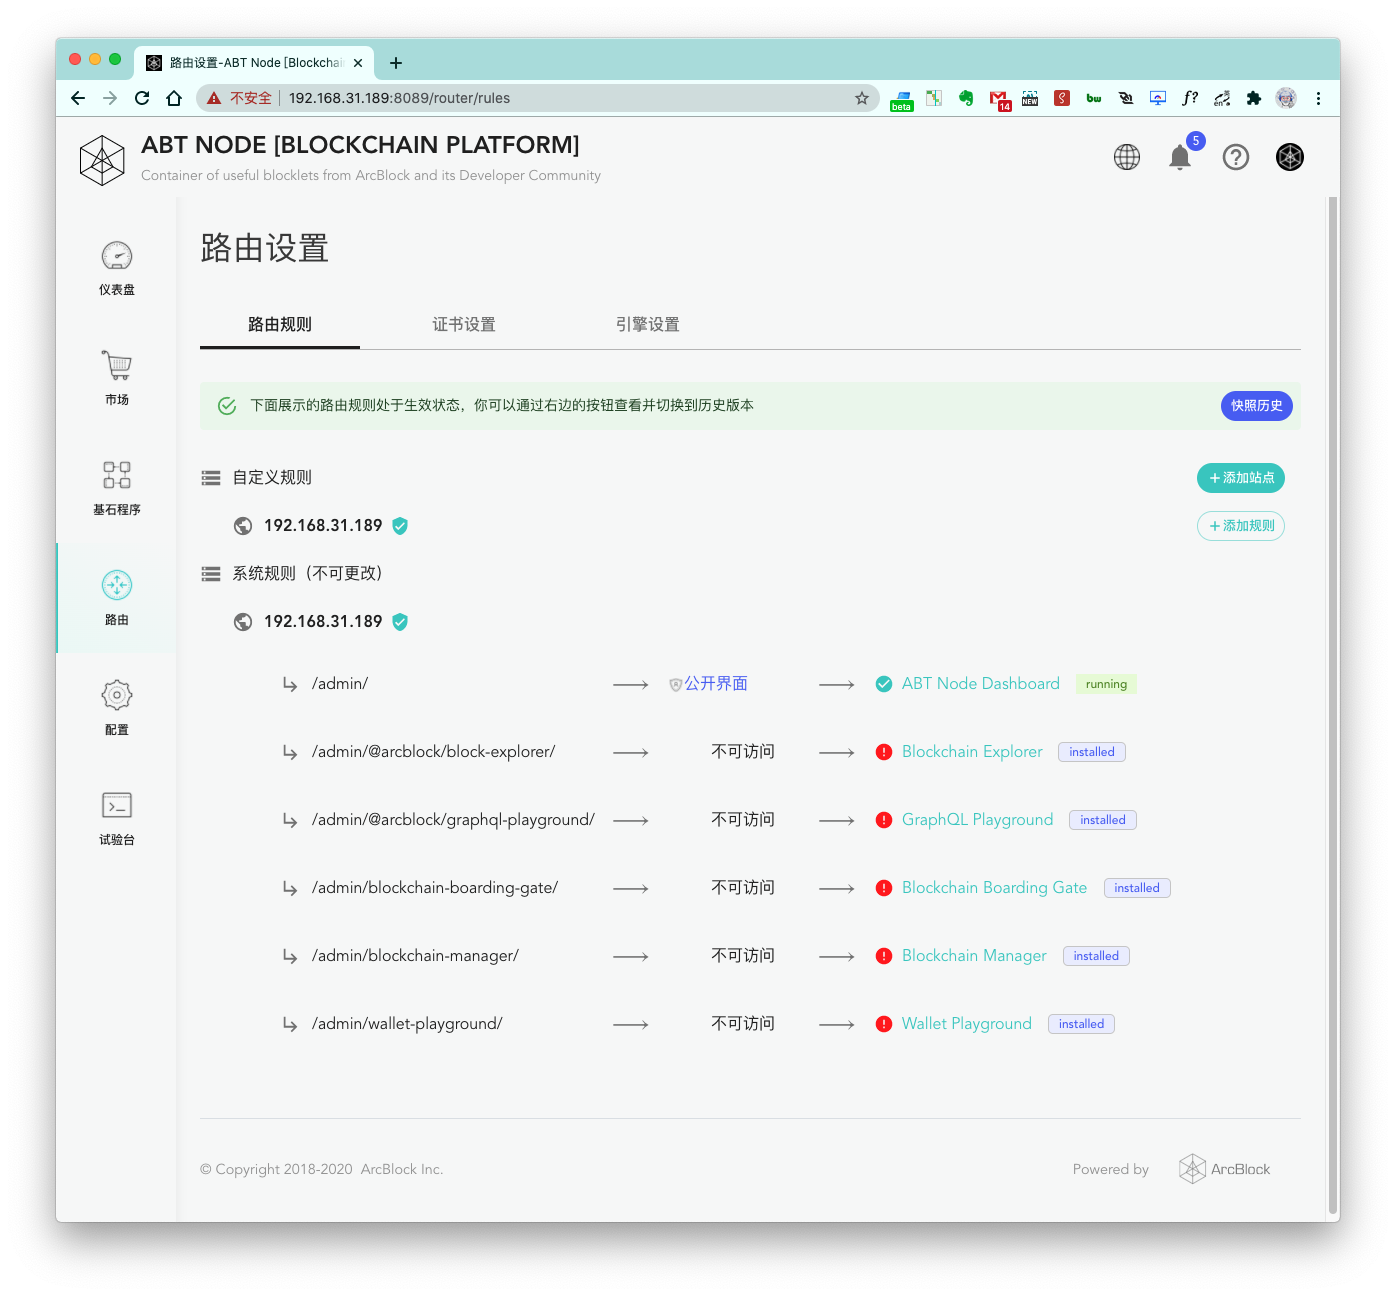 路由设置-ABT Node [Blockchai
不安全
192.168.31.189:8089/router/rules
beta
14
NEW
bw
f?
ABT NODE [BLOCKCHAIN PLATFORM]
Container of useful blocklets from ArcBlock and its Developer Community
5
仪表盘
市场
基石程序
路由
配置
试验台
路由设置
路由规则
证书设置
引擎设置
下面展示的路由规则处于生效状态，你可以通过右边的按钮查看并切换到历史版本
快照历史
自定义规则
+添加站点
192.168.31.189
+添加规则
系统规则（不可更改）
192.168.31.189
/admin/ 公开界面 ABT Node Dashboard running
/admin/@arcblock/block-explorer/ 不可访问 Blockchain Explorer installed
/admin/@arcblock/graphql-playground/ 不可访问 GraphQL Playground installed
/admin/blockchain-boarding-gate/ 不可访问 Blockchain Boarding Gate installed
/admin/blockchain-manager/ 不可访问 Blockchain Manager installed
/admin/wallet-playground/ 不可访问 Wallet Playground installed
© Copyright 2018-2020 ArcBlock Inc.
Powered by
ArcBlock